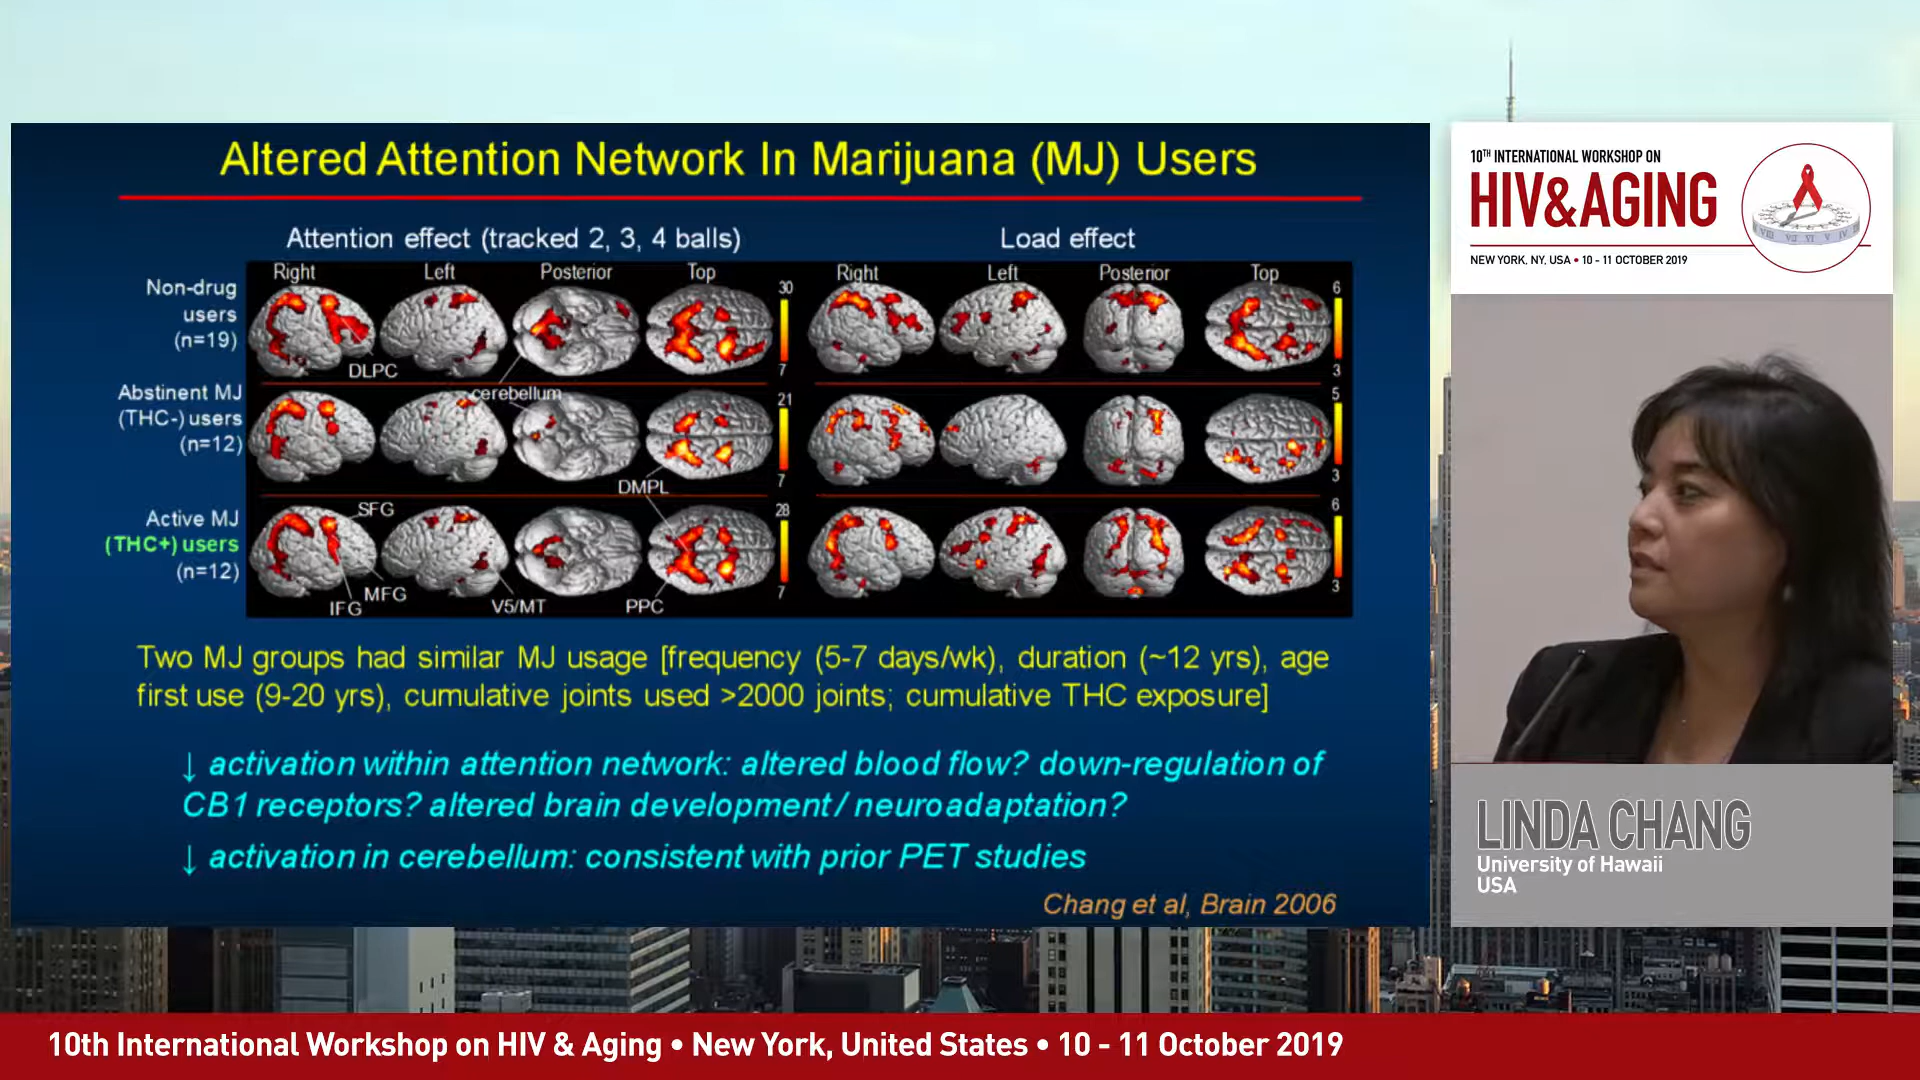 Altered Attention Network In Marijuana (MJ) Users
Attention effect (tracked 2, 3, 4 balls)
Load effect
Right Left Posterior Top
Right Left Posterior Top
Non-drug
users
(n=19)
30
7
6
3
DLPC
cerebellum
Abstinent MJ
(THC-) users
(n=12)
21
7
5
3
DMPL
Active MJ
(THC+) users
(n=12)
SFG
28
7
6
3
IFG
MFG
V5/MT
PPC
Two MJ groups had similar MJ usage [frequency (5-7 days/wk), duration (~12 yrs), age
first use (9-20 yrs), cumulative joints used >2000 joints; cumulative THC exposure]
↓ activation within attention network: altered blood flow? down-regulation of
CB1 receptors? altered brain development / neuroadaptation?
↓ activation in cerebellum: consistent with prior PET studies
Chang et al, Brain 2006
10TH INTERNATIONAL WORKSHOP ON
HIV&AGING
NEW YORK, NY, USA • 10 - 11 OCTOBER 2019
LINDA CHANG
University of Hawaii
USA
10th International Workshop on HIV & Aging • New York, United States • 10 - 11 October 2019